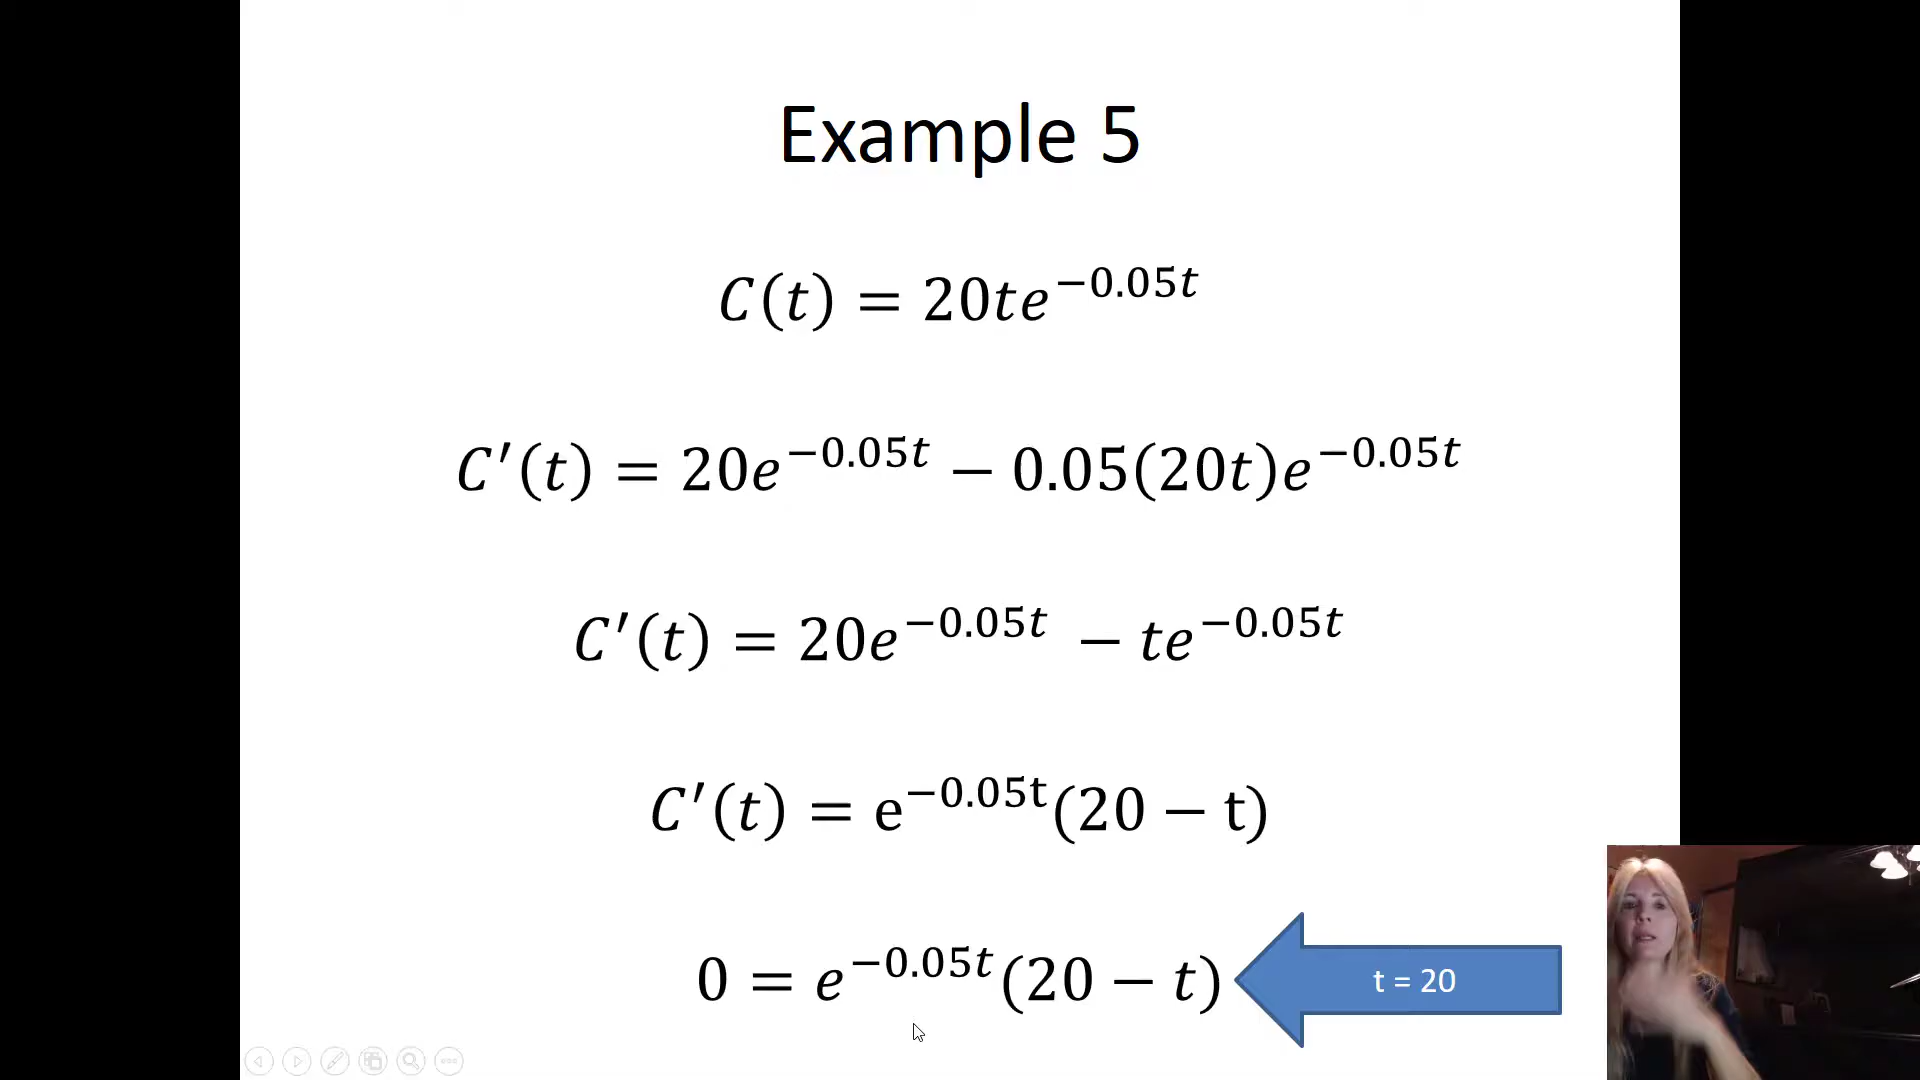 Example 5
C(t) = 20te^{-0.05t}
C'(t) = 20e^{-0.05t} − 0.05(20t)e^{-0.05t}
C'(t) = 20e^{-0.05t} − te^{-0.05t}
C'(t) = e^{-0.05t}(20 − t)
0 = e^{-0.05t}(20 − t)
t = 20